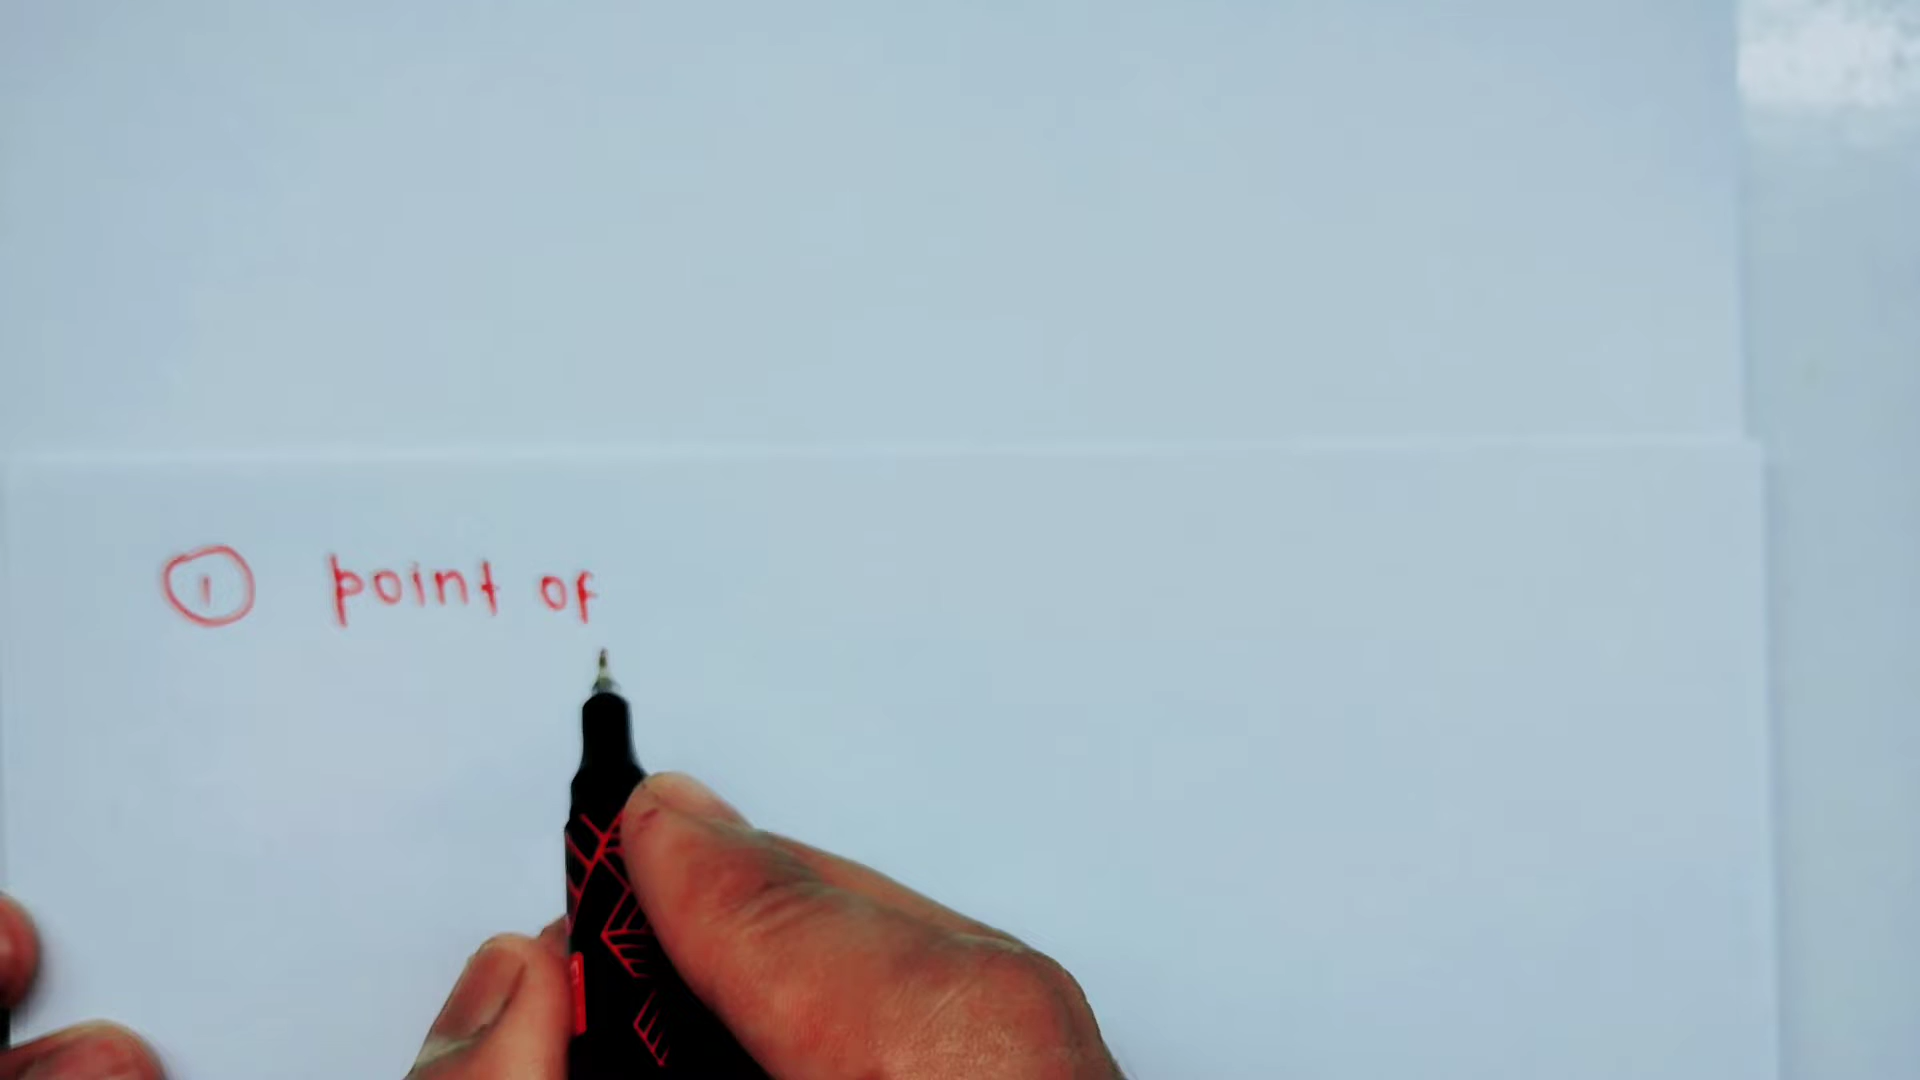 ① point of